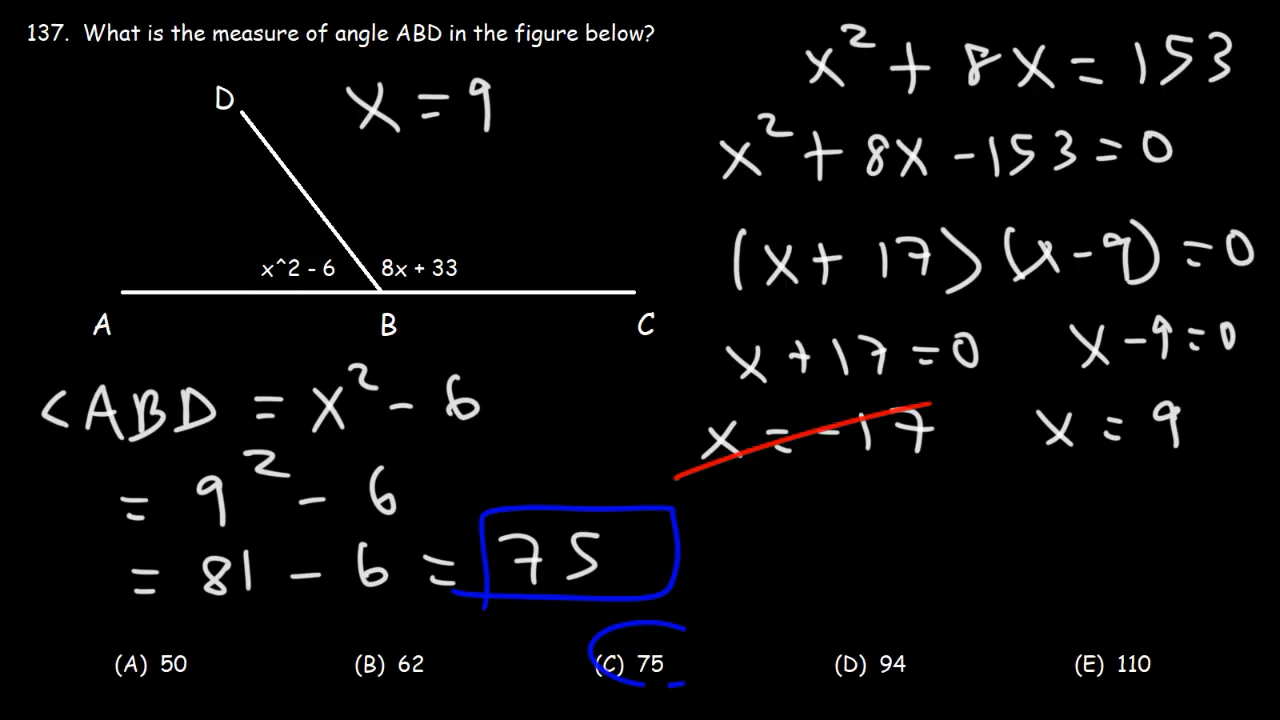 137. What is the measure of angle ABD in the figure below?
D
x = 9
x^2 - 6
8x + 33
A
B
C
<ABD = x² - 6
= 9² - 6
= 81 - 6 = 75
x² + 8x = 153
x² + 8x - 153 = 0
(x + 17) (x - 9) = 0
x + 17 = 0
x - 9 = 0
x = -17
x = 9
(A) 50 (B) 62 (C) 75 (D) 94 (E) 110